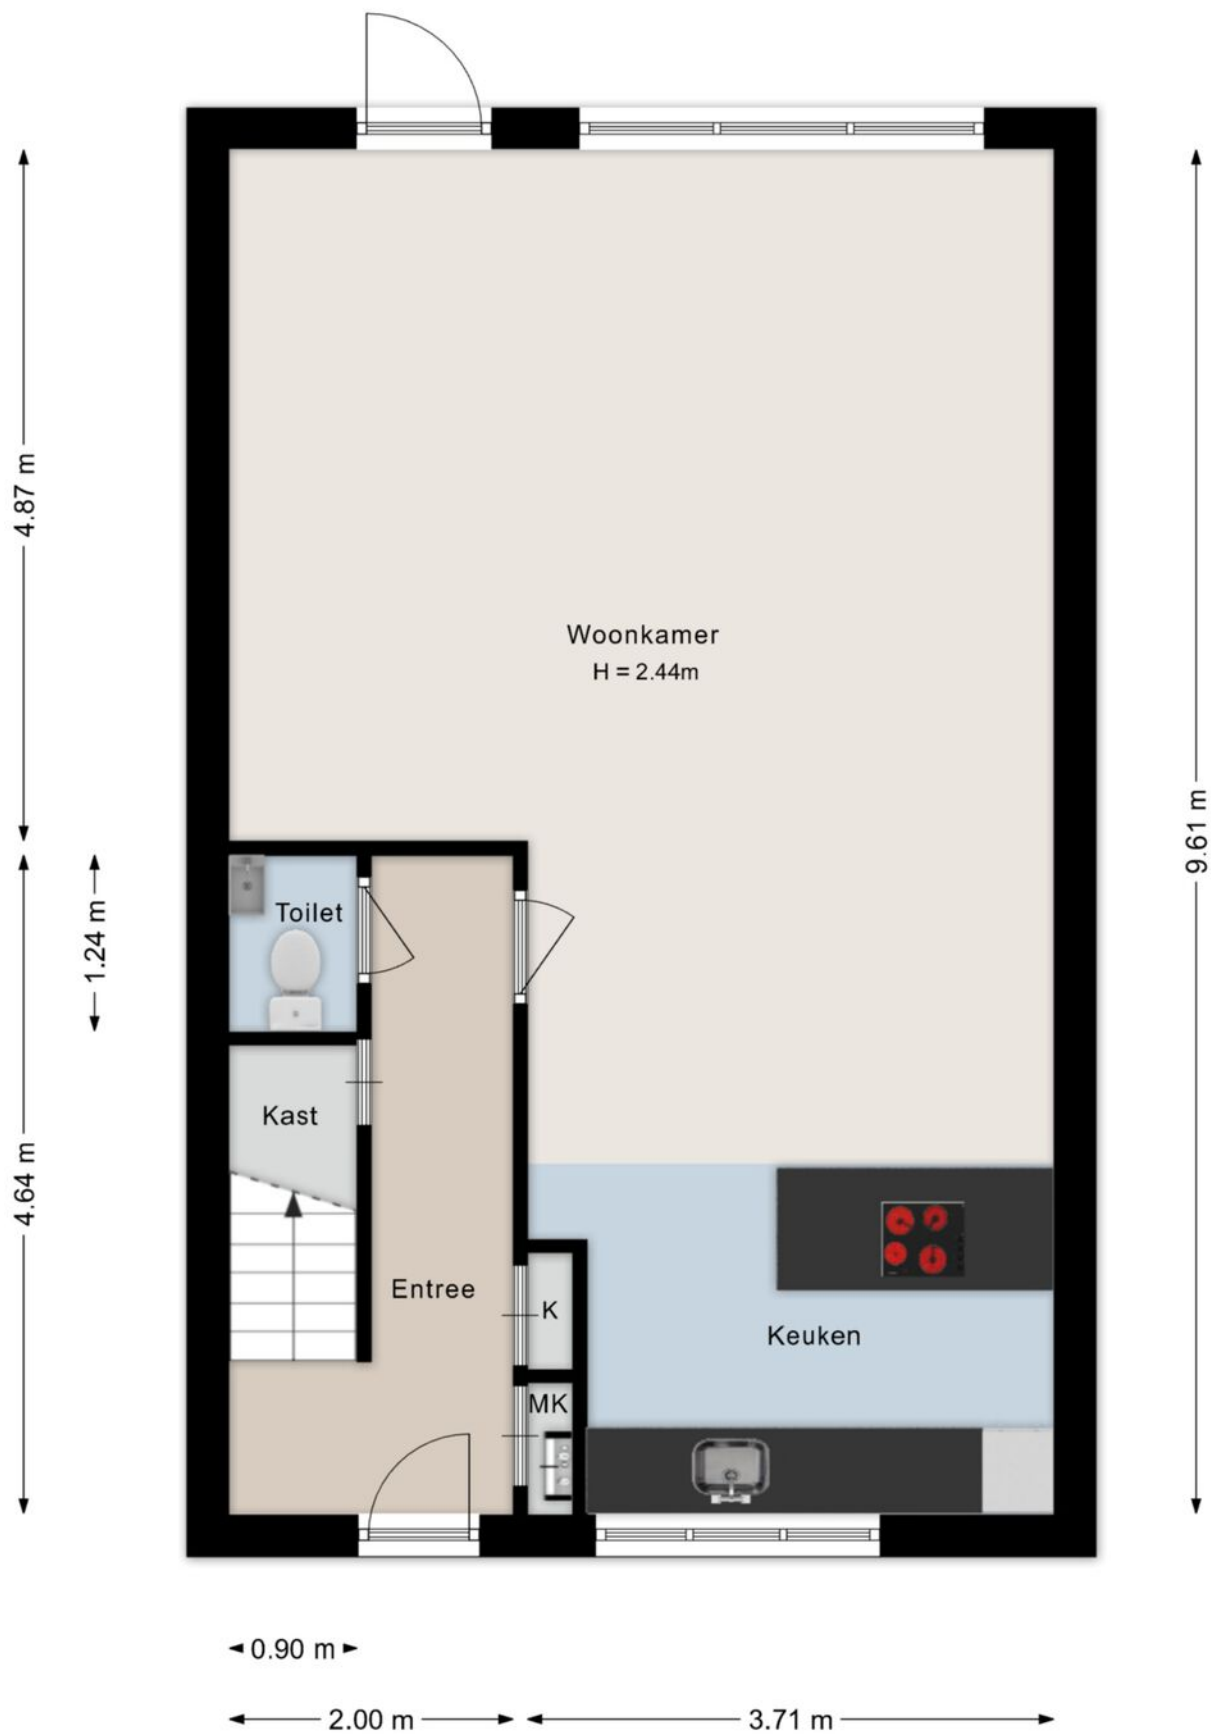 4.87 m
Woonkamer
H = 2.44m
9.61 m
Toilet
1.24 m
Kast
4.64 m
Entree
K
Keuken
MK
0.90 m
2.00 m
3.71 m